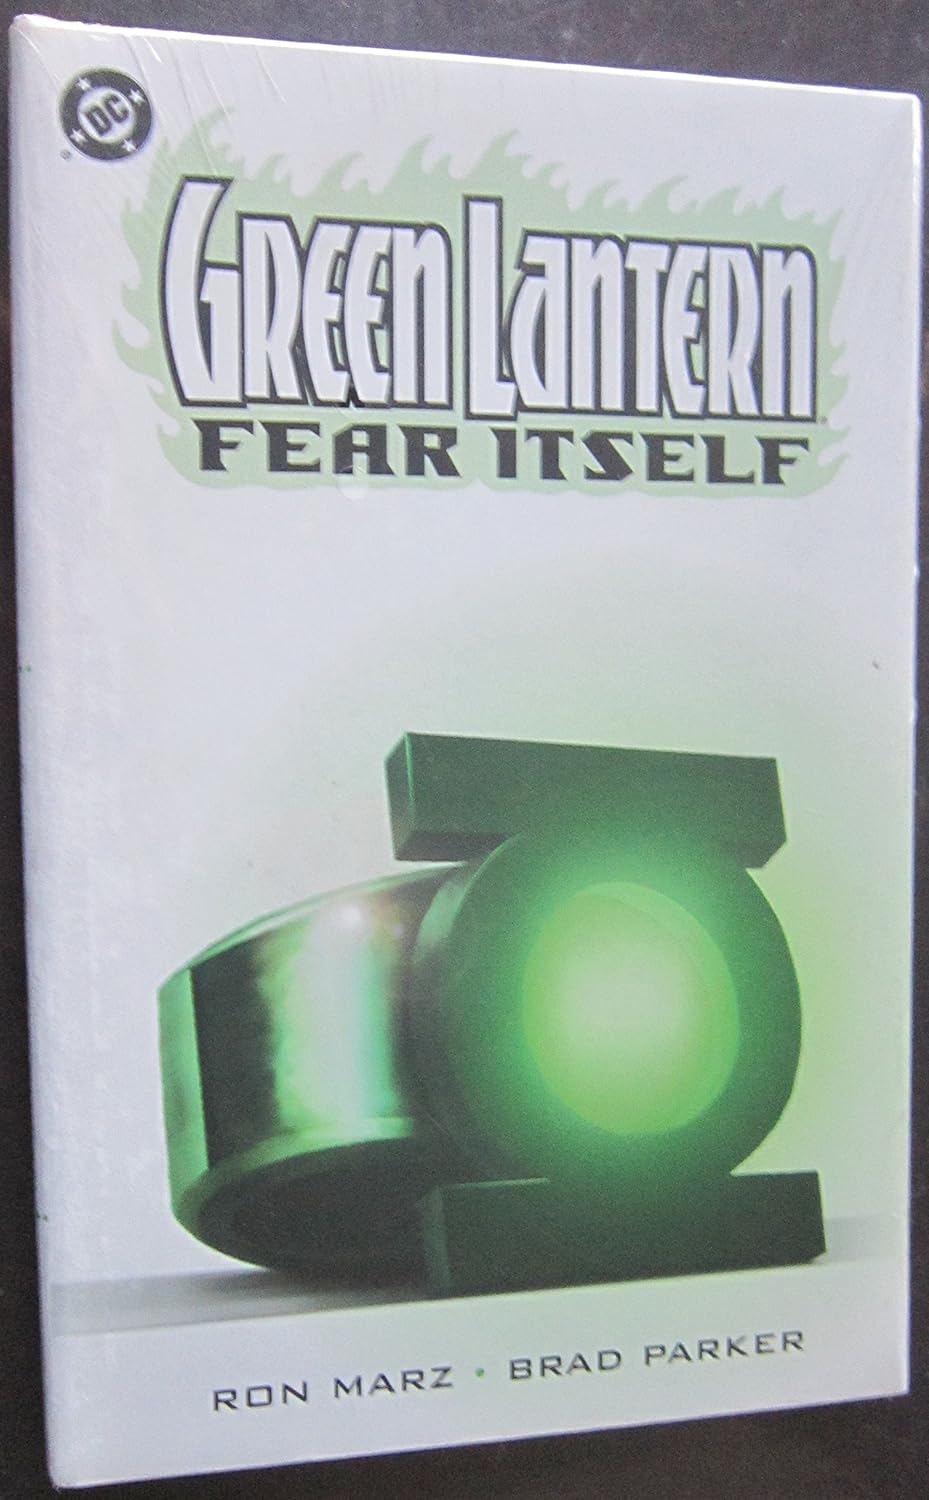 DC
GREEN LANTERN
FEAR ITSELF
RON MARZ • BRAD PARKER